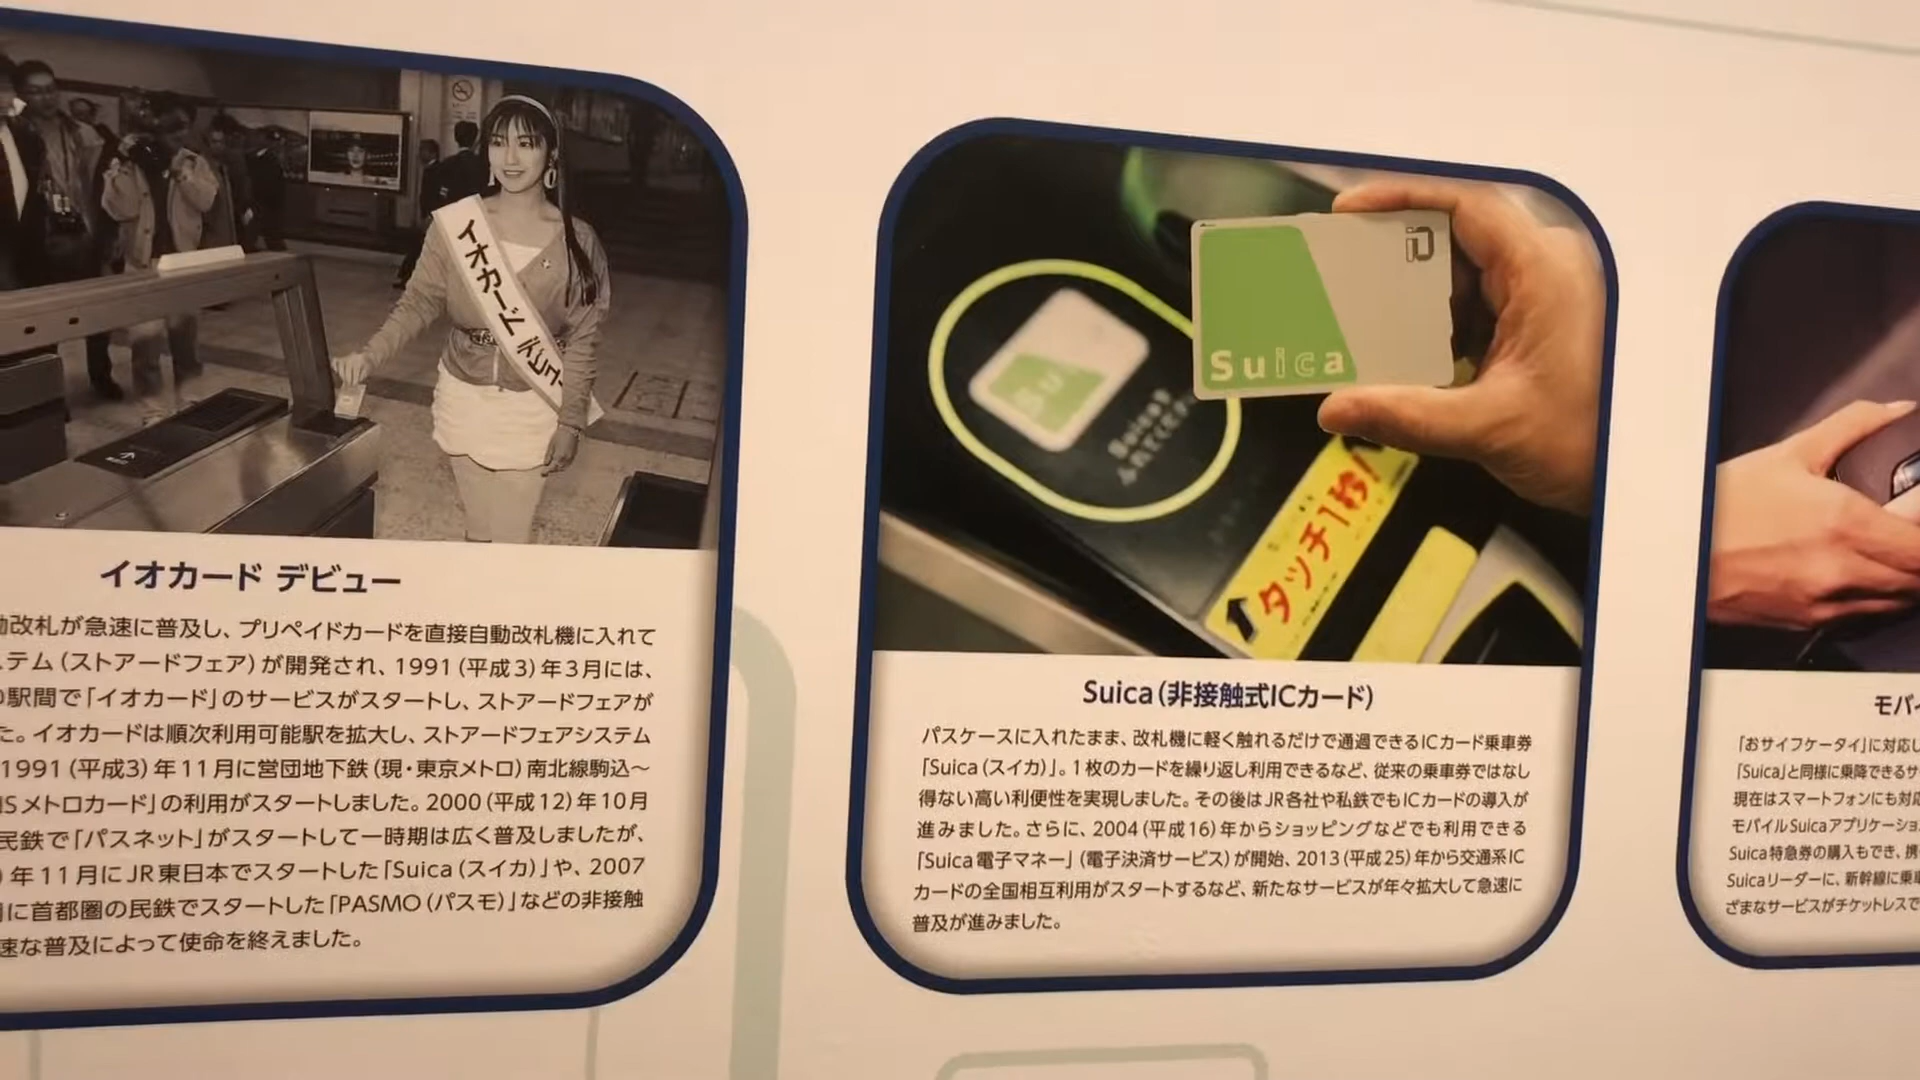 イオカード デビュー
イオカード デビュー
改札が急速に普及し、プリペイドカードを直接自動改札機に入れて
テム(ストアードフェア)が開発され、1991(平成3)年3月には、
駅間で「イオカード」のサービスがスタートし、ストアードフェアが
た。イオカードは順次利用可能駅を拡大し、ストアードフェアシステム
1991(平成3)年11月に営団地下鉄(現・東京メトロ)南北線駒込〜
Sメトロカード」の利用がスタートしました。2000(平成12)年10月
民鉄で「パスネット」がスタートして一時期は広く普及しましたが、
)年11月にJR東日本でスタートした「Suica(スイカ)」や、2007
に首都圏の民鉄でスタートした「PASMO(パスモ)」などの非接触
速な普及によって使命を終えました。
iD
Suica
Su
タッチ1秒!
Suica(非接触式ICカード)
パスケースに入れたまま、改札機に軽く触れるだけで通過できるICカード乗車券
「Suica(スイカ)」。1枚のカードを繰り返し利用できるなど、従来の乗車券ではなし
得ない高い利便性を実現しました。その後はJR各社や私鉄でもICカードの導入が
進みました。さらに、2004(平成16)年からショッピングなどでも利用できる
「Suica電子マネー」(電子決済サービス)が開始、2013(平成25)年から交通系IC
カードの全国相互利用がスタートするなど、新たなサービスが年々拡大して急速に
普及が進みました。
モバイ
「おサイフケータイ」に対応し
「Suica」と同様に乗降できるサ
現在はスマートフォンにも対応
モバイルSuicaアプリケーショ
Suica特急券の購入もでき、携
Suicaリーダーに、新幹線に乗車
ざまなサービスがチケットレスで